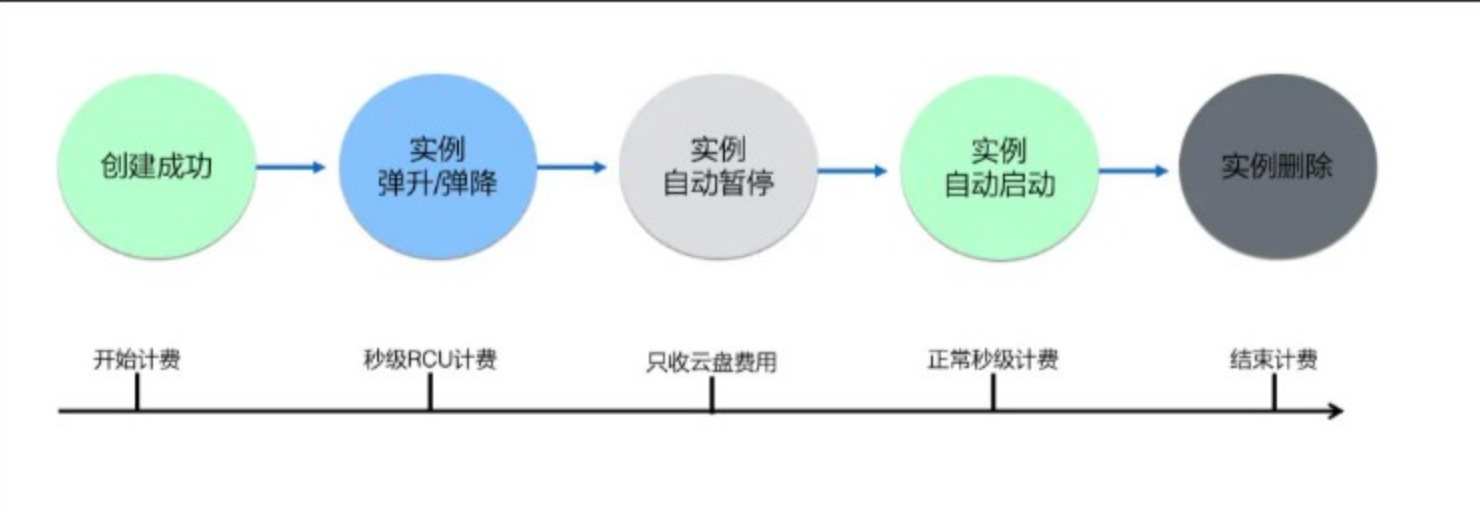 创建成功
实例
弹升/弹降
实例
自动暂停
实例
自动启动
实例删除
开始计费
秒级RCU计费
只收云盘费用
正常秒级计费
结束计费